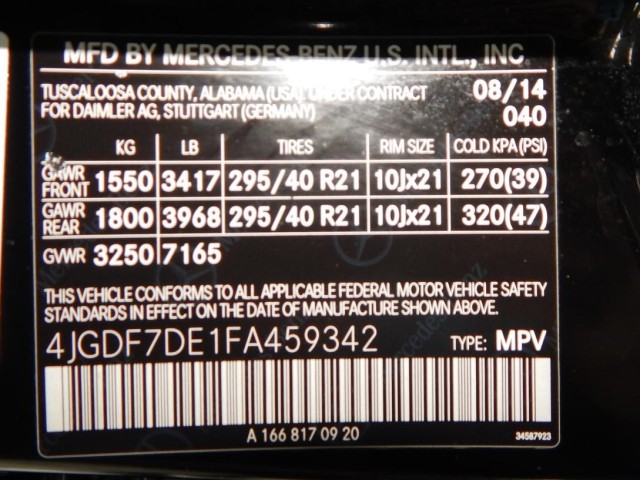 MFD BY MERCEDES-BENZ U.S. INTL., INC.
TUSCALOOSA COUNTY, ALABAMA (USA) UNDER CONTRACT 08/14
FOR DAIMLER AG, STUTTGART (GERMANY) 040
KG LB TIRES RIM SIZE COLD KPA (PSI)
GAWR FRONT 1550 3417 295/40 R21 10Jx21 270(39)
GAWR REAR 1800 3968 295/40 R21 10Jx21 320(47)
GVWR 3250 7165
THIS VEHICLE CONFORMS TO ALL APPLICABLE FEDERAL MOTOR VEHICLE SAFETY
STANDARDS IN EFFECT ON THE DATE OF MANUFACTURE SHOWN ABOVE.
4JGDF7DE1FA459342 TYPE: MPV
A 166 817 09 20 34587923